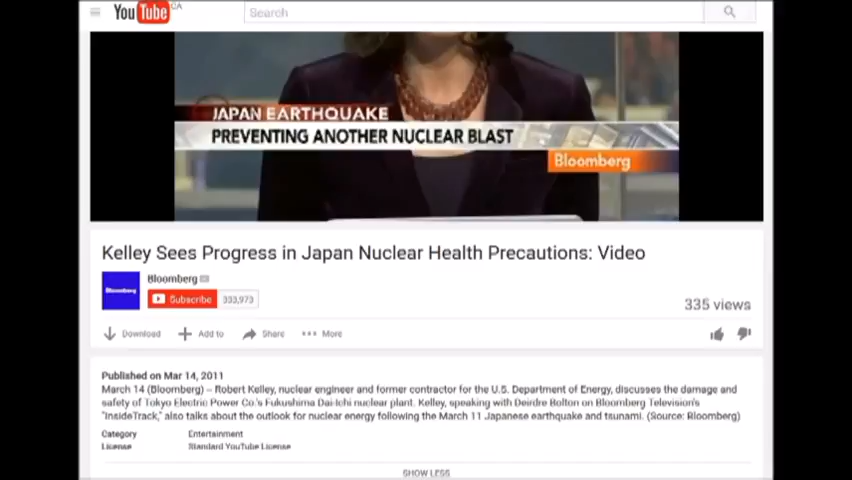 YouTube CA
Search
JAPAN EARTHQUAKE
PREVENTING ANOTHER NUCLEAR BLAST
Bloomberg
Kelley Sees Progress in Japan Nuclear Health Precautions: Video
Bloomberg
Bloomberg
Subscribe 333,973
335 views
Download Add to Share More
Published on Mar 14, 2011
March 14 (Bloomberg) -- Robert Kelley, nuclear engineer and former contractor for the U.S. Department of Energy, discusses the damage and
safety of Tokyo Electric Power Co.'s Fukushima Dai-Ichi nuclear plant. Kelley, speaking with Deirdre Bolton on Bloomberg Television's
"InsideTrack," also talks about the outlook for nuclear energy following the March 11 Japanese earthquake and tsunami. (Source: Bloomberg)
Category Entertainment
License Standard YouTube License
SHOW LESS